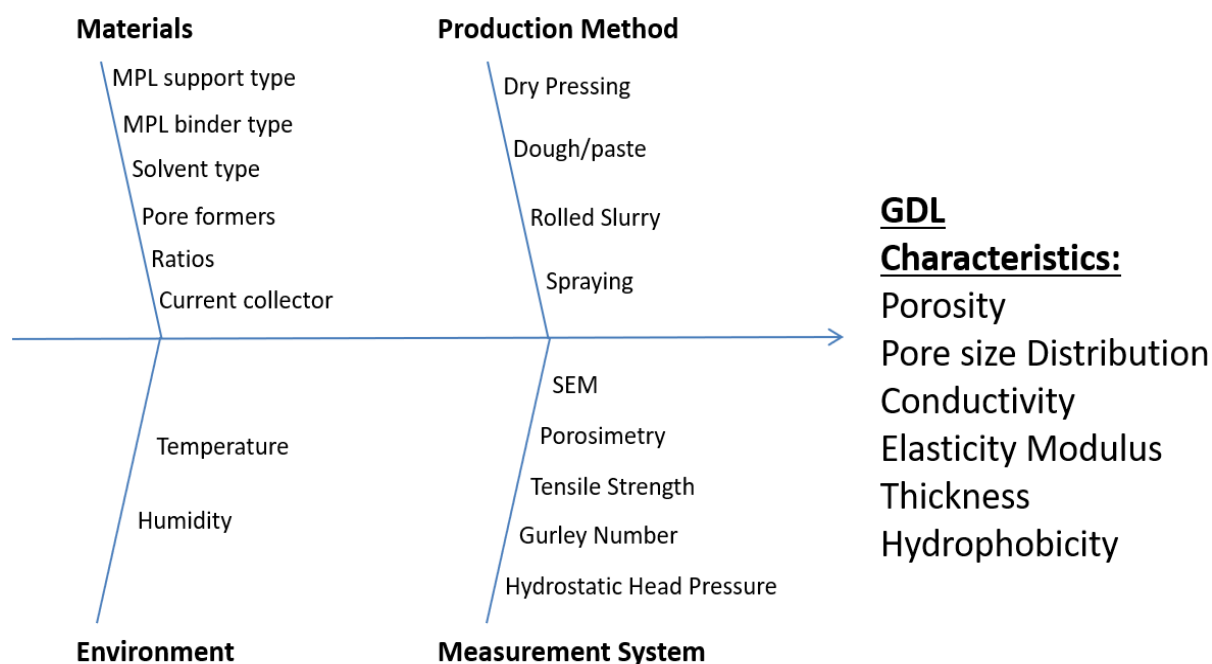 Materials
MPL support type
MPL binder type
Solvent type
Pore formers
Ratios
Current collector
Production Method
Dry Pressing
Dough/paste
Rolled Slurry
Spraying
Temperature
Humidity
Environment
SEM
Porosimetry
Tensile Strength
Gurley Number
Hydrostatic Head Pressure
Measurement System
GDL
Characteristics:
Porosity
Pore size Distribution
Conductivity
Elasticity Modulus
Thickness
Hydrophobicity